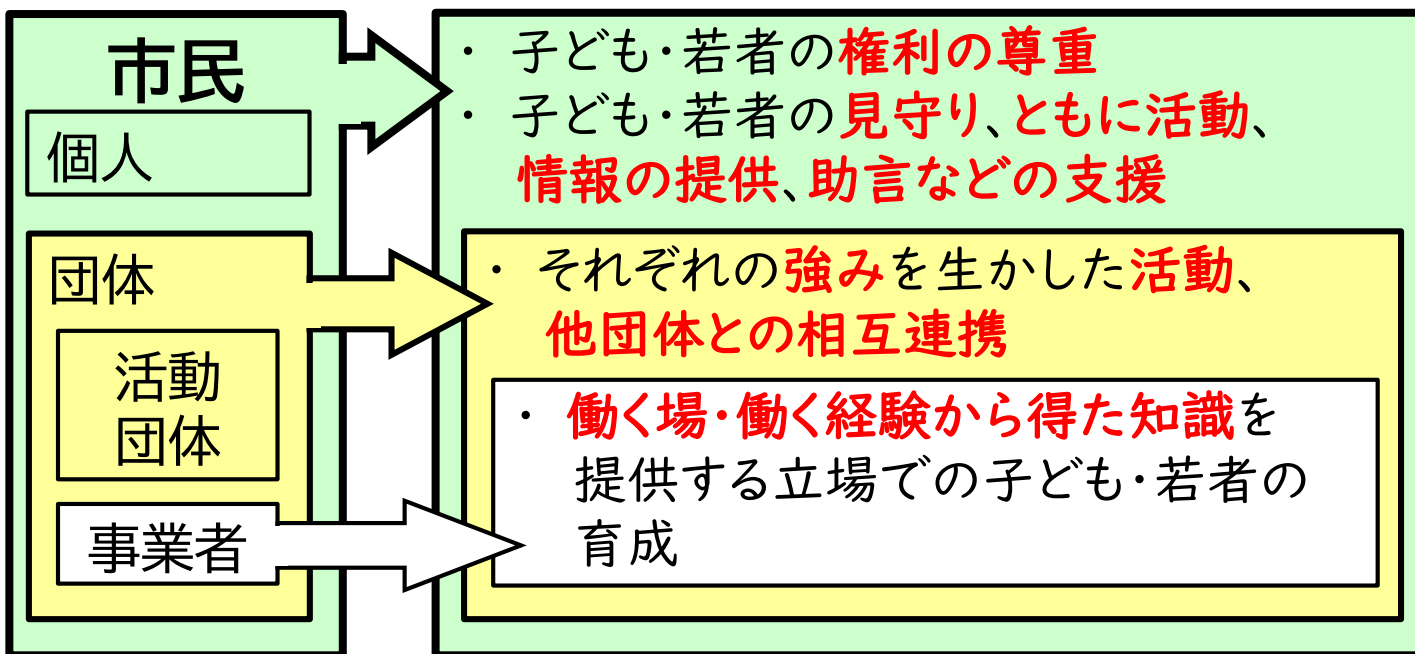 市民
個人
団体
活動
団体
事業者
・ 子ども・若者の権利の尊重
・ 子ども・若者の見守り、ともに活動、
情報の提供、助言などの支援
・ それぞれの強みを生かした活動、
他団体との相互連携
・ 働く場・働く経験から得た知識を
提供する立場での子ども・若者の
育成